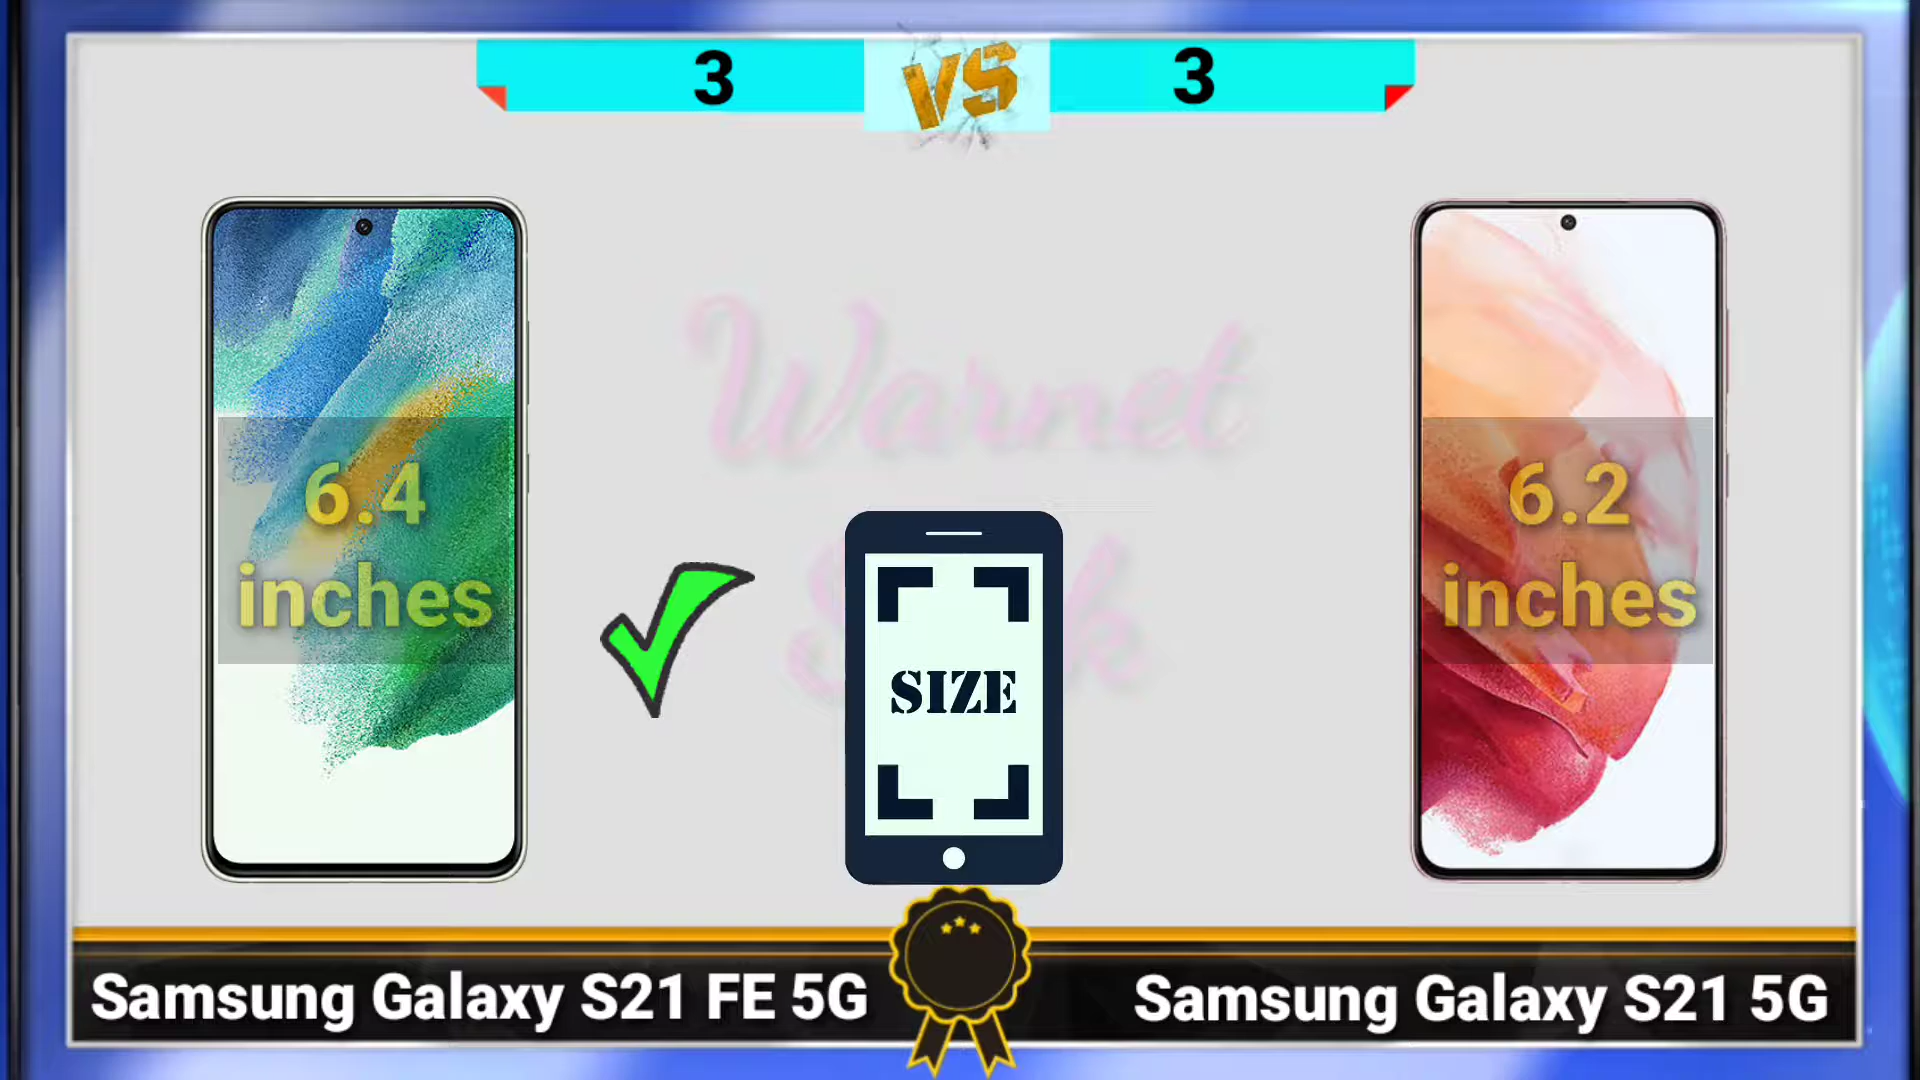 3 VS 3
Warnet
6.4
inches
6.2
inches
SIZE
Samsung Galaxy S21 FE 5G
Samsung Galaxy S21 5G